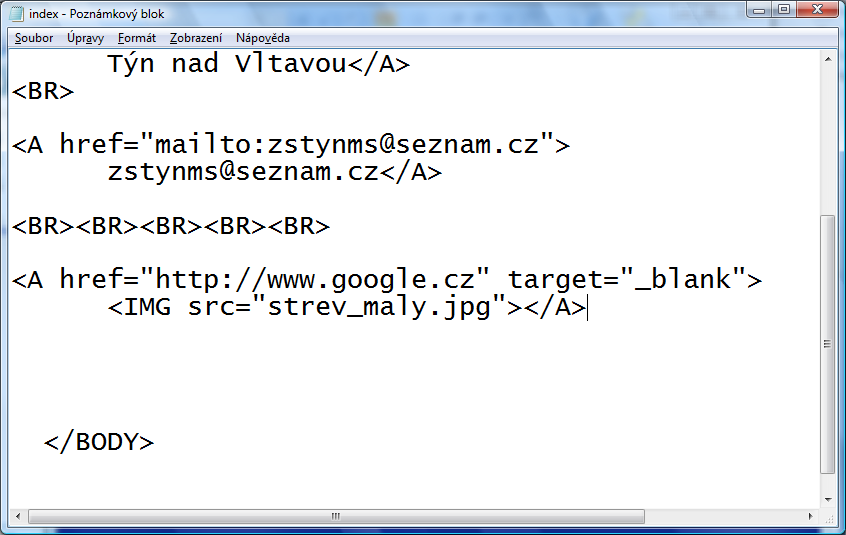 index - Poznámkový blok
Soubor Úpravy Formát Zobrazení Nápověda
Týn nad Vltavou</A>
<BR>
<A href="mailto:zstynms@seznam.cz">
zstynms@seznam.cz</A>
<BR><BR><BR><BR><BR>
<A href="http://www.google.cz" target="_blank">
<IMG src="strev_maly.jpg"></A>
</BODY>